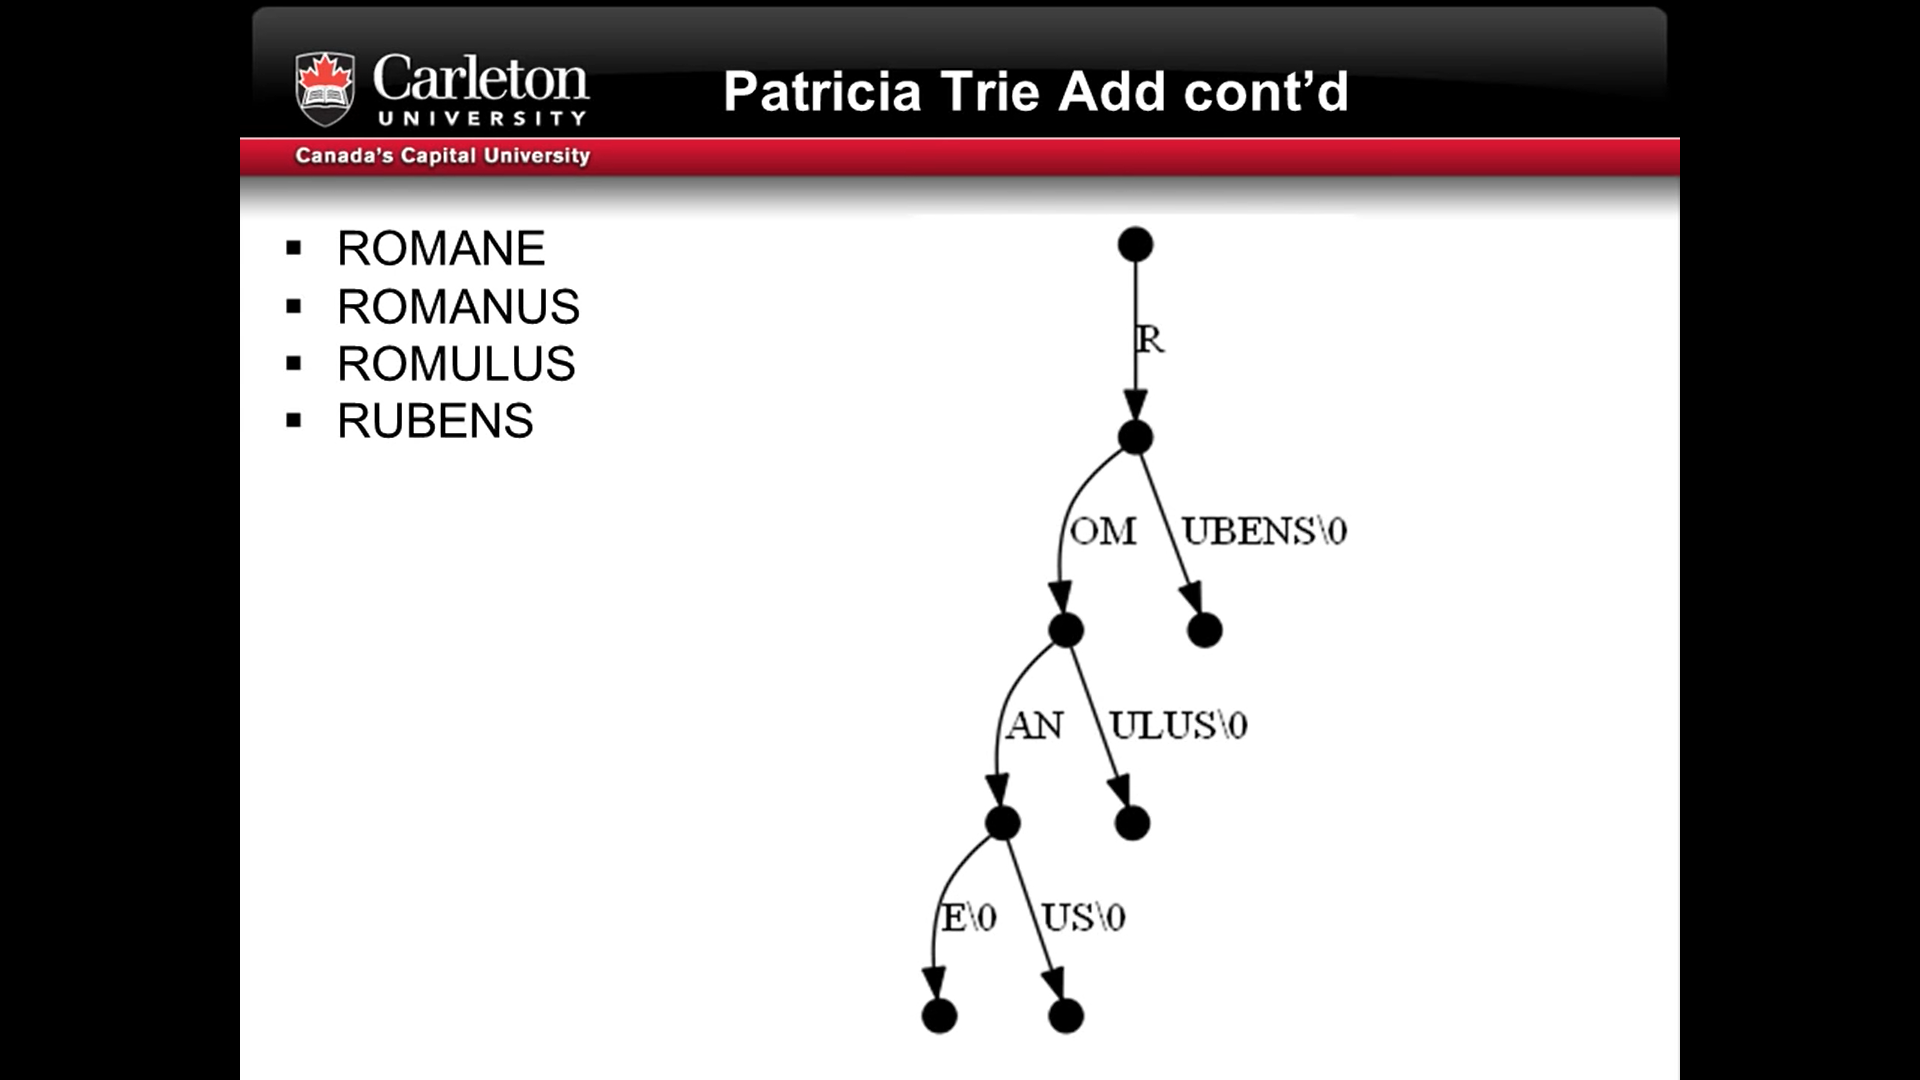 Carleton
UNIVERSITY
Canada's Capital University
Patricia Trie Add cont’d
▪ ROMANE
▪ ROMANUS
▪ ROMULUS
▪ RUBENS
R
OM
UBENS\0
AN
ULUS\0
E\0
US\0